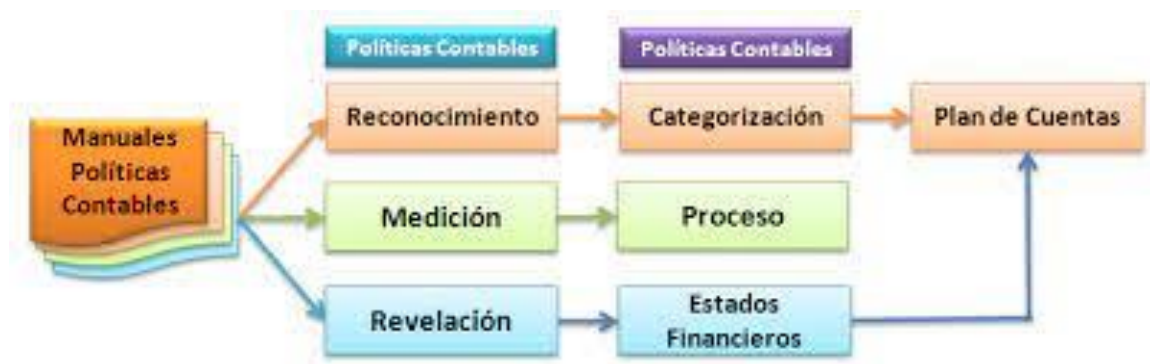 Políticas Contables
Políticas Contables
Manuales
Políticas
Contables
Reconocimiento
Categorización
Plan de Cuentas
Medición
Proceso
Revelación
Estados
Financieros